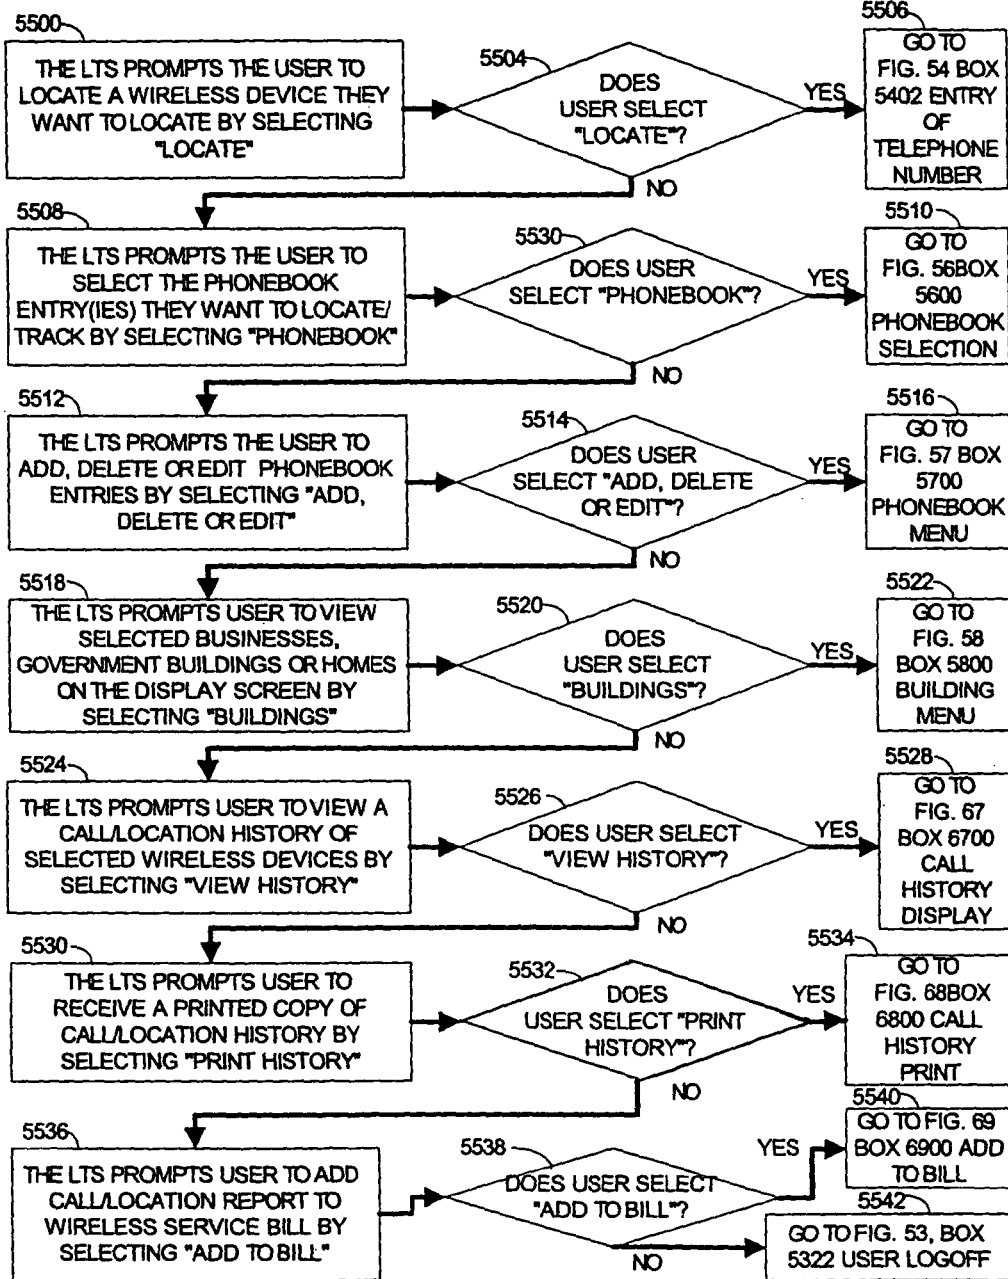 5500
THE LTS PROMPTS THE USER TO
LOCATE A WIRELESS DEVICE THEY
WANT TO LOCATE BY SELECTING
"LOCATE"
5504
DOES
USER SELECT
"LOCATE"?
YES
NO
5506
GO TO
FIG. 54 BOX
5402 ENTRY
OF
TELEPHONE
NUMBER
5508
THE LTS PROMPTS THE USER TO
SELECT THE PHONEBOOK
ENTRY(IES) THEY WANT TO LOCATE/
TRACK BY SELECTING "PHONEBOOK"
5530
DOES USER
SELECT "PHONEBOOK"?
YES
NO
5510
GO TO
FIG. 56BOX
5600
PHONEBOOK
SELECTION
5512
THE LTS PROMPTS THE USER TO
ADD, DELETE OR EDIT PHONEBOOK
ENTRIES BY SELECTING "ADD,
DELETE OR EDIT"
5514
DOES USER
SELECT "ADD, DELETE
OR EDIT"?
YES
NO
5516
GO TO
FIG. 57 BOX
5700
PHONEBOOK
MENU
5518
THE LTS PROMPTS USER TO VIEW
SELECTED BUSINESSES,
GOVERNMENT BUILDINGS OR HOMES
ON THE DISPLAY SCREEN BY
SELECTING "BUILDINGS"
5520
DOES
USER SELECT
"BUILDINGS"?
YES
NO
5522
GO TO
FIG. 58
BOX 5800
BUILDING
MENU
5524
THE LTS PROMPTS USER TO VIEW A
CALL/LOCATION HISTORY OF
SELECTED WIRELESS DEVICES BY
SELECTING "VIEW HISTORY"
5526
DOES USER SELECT
"VIEW HISTORY"?
YES
NO
5528
GO TO
FIG. 67
BOX 6700
CALL
HISTORY
DISPLAY
5530
THE LTS PROMPTS USER TO
RECEIVE A PRINTED COPY OF
CALL/LOCATION HISTORY BY
SELECTING "PRINT HISTORY"
5532
DOES
USER SELECT "PRINT
HISTORY"?
YES
NO
5534
GO TO
FIG. 68BOX
6800 CALL
HISTORY
PRINT
5536
THE LTS PROMPTS USER TO ADD
CALL/LOCATION REPORT TO
WIRELESS SERVICE BILL BY
SELECTING "ADD TO BILL"
5538
DOES USER SELECT
"ADD TO BILL"?
YES
NO
5540
GO TO FIG. 69
BOX 6900 ADD
TO BILL
5542
GO TO FIG. 53, BOX
5322 USER LOGOFF